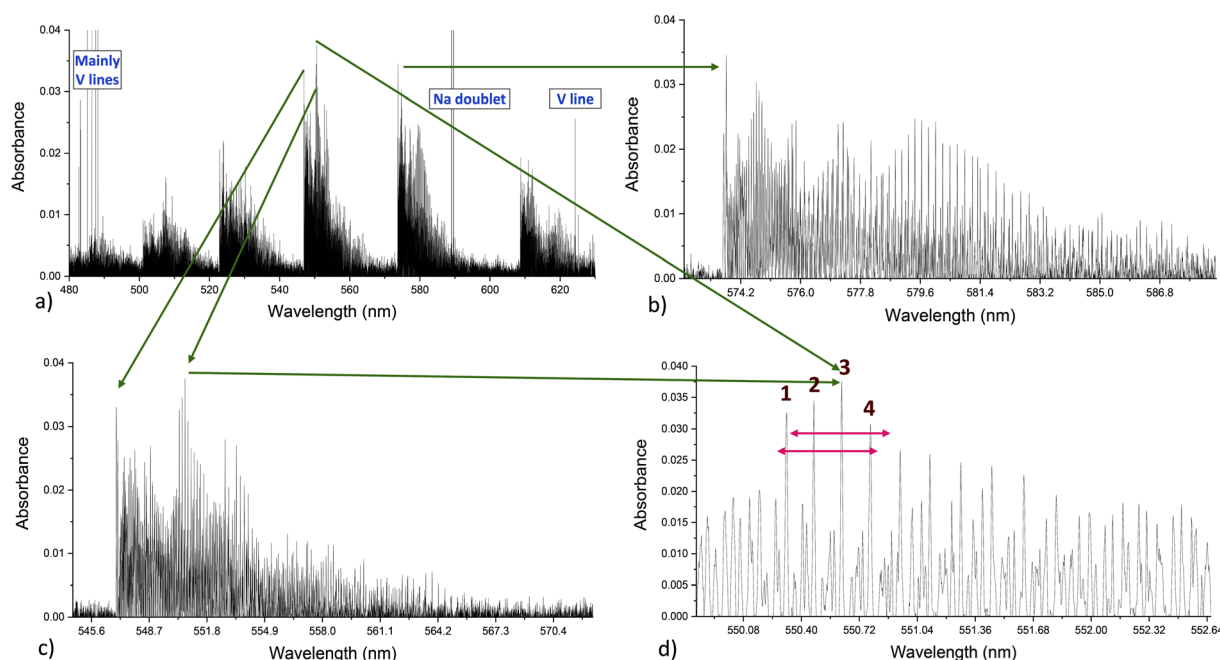 0.04
0.03
0.02
0.01
0.00
Absorbance
Mainly
V lines
Na doublet
V line
480 500 520 540 560 580 600 620
Wavelength (nm)
a)
0.04
0.03
0.02
0.01
0.00
Absorbance
574.2 576.0 577.8 579.6 581.4 583.2 585.0 586.8
Wavelength (nm)
b)
0.04
0.03
0.02
0.01
0.00
Absorbance
545.6 548.7 551.8 554.9 558.0 561.1 564.2 567.3 570.4
Wavelength (nm)
c)
0.040
0.035
0.030
0.025
0.020
0.015
0.010
0.005
0.000
Absorbance
1 2 3 4
550.08 550.40 550.72 551.04 551.36 551.68 552.00 552.32 552.64
Wavelength (nm)
d)